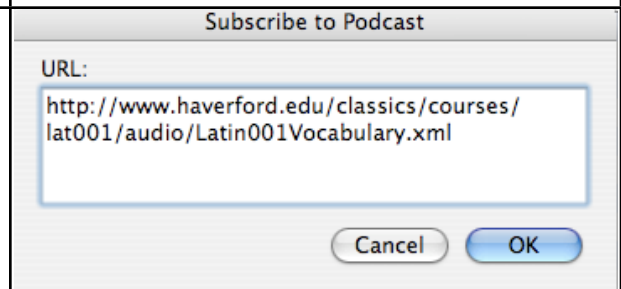 Subscribe to Podcast
URL:
http://www.haverford.edu/classics/courses/
lat001/audio/Latin001Vocabulary.xml
Cancel OK